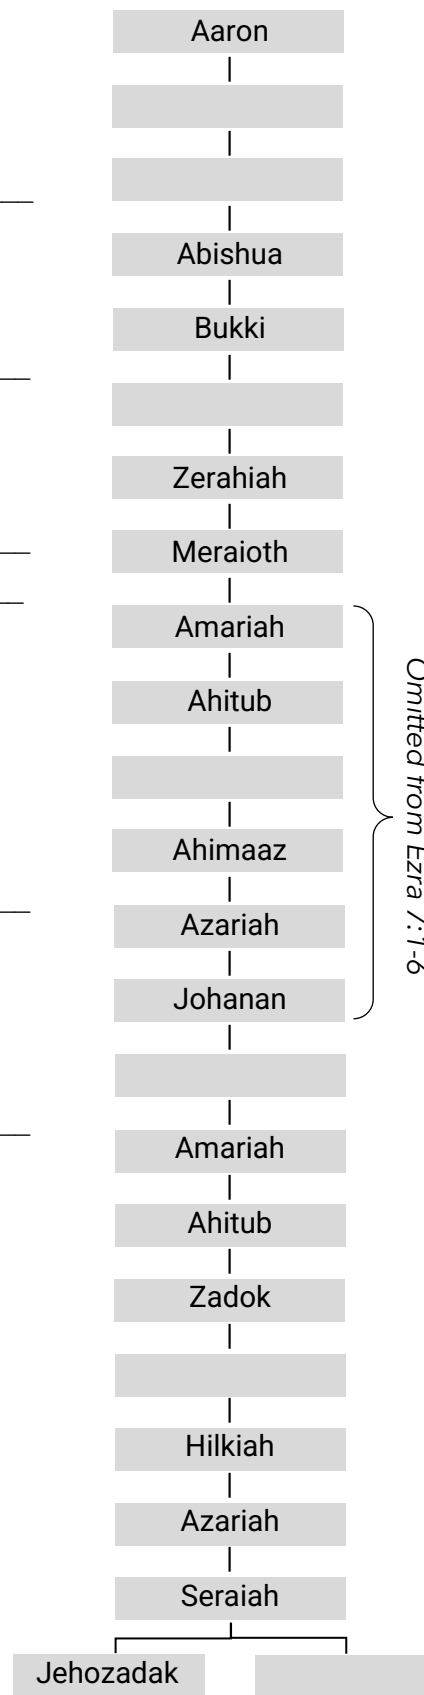 Aaron
Abishua
Bukki
Zerahiah
Meraioth
Amariah
Ahitub
Ahimaaz
Azariah
Johanan
Omitted from Ezra 7:1-6
Amariah
Ahitub
Zadok
Hilkiah
Azariah
Seraiah
Jehozadak